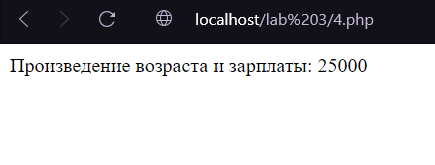 localhost/lab%203/4.php
Произведение возраста и зарплаты: 25000